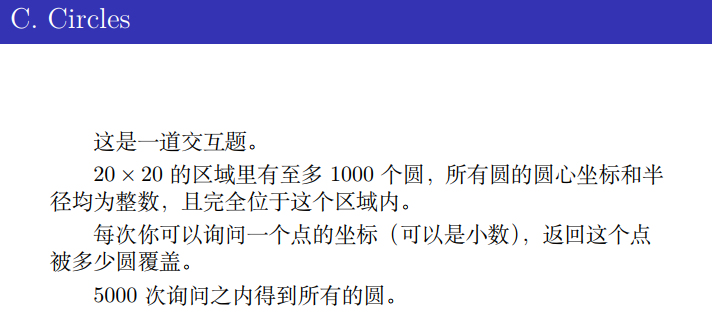 C. Circles
这是一道交互题。
20 × 20 的区域里有至多 1000 个圆，所有圆的圆心坐标和半
径均为整数，且完全位于这个区域内。
每次你可以询问一个点的坐标（可以是小数），返回这个点
被多少圆覆盖。
5000 次询问之内得到所有的圆。